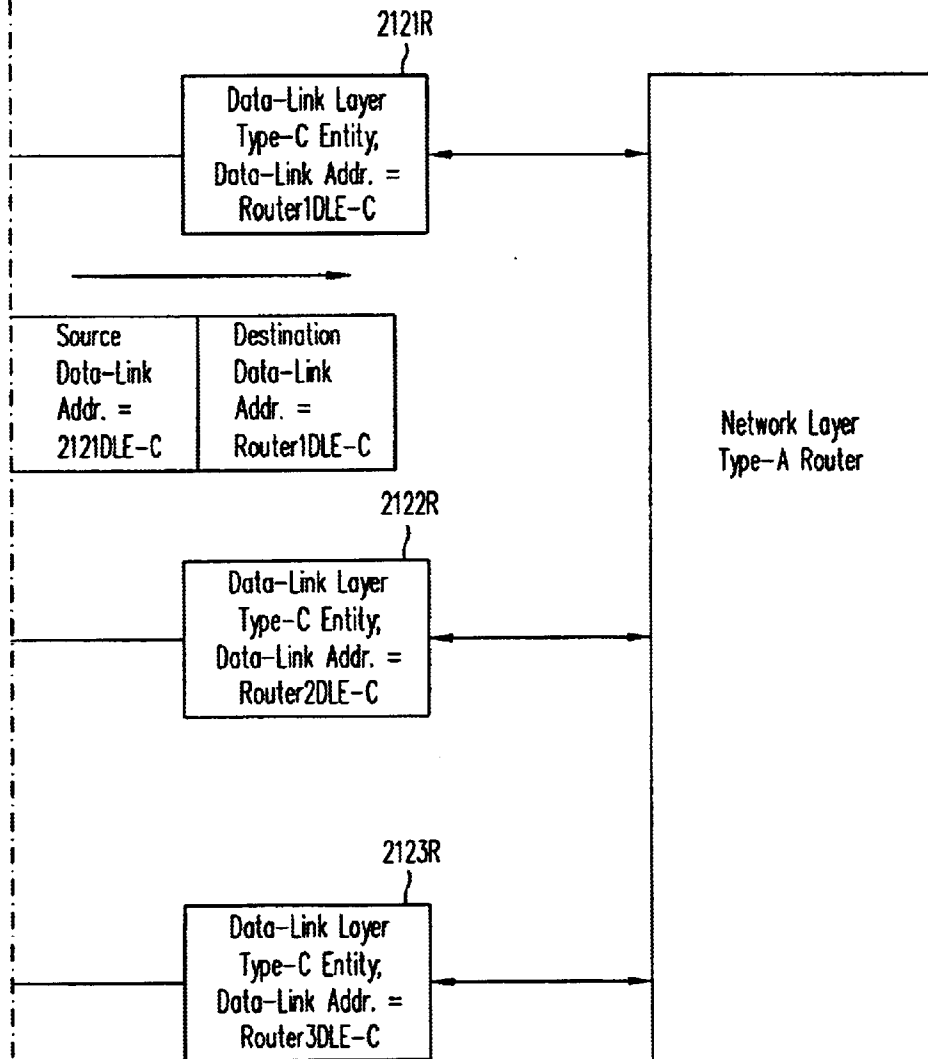 2121R
Data-Link Layer
Type-C Entity,
Data-Link Addr. =
Router1DLE-C
Source
Data-Link
Addr. =
2121DLE-C
Destination
Data-Link
Addr. =
Router1DLE-C
Network Layer
Type-A Router
2122R
Data-Link Layer
Type-C Entity,
Data-Link Addr. =
Router2DLE-C
2123R
Data-Link Layer
Type-C Entity,
Data-Link Addr. =
Router3DLE-C